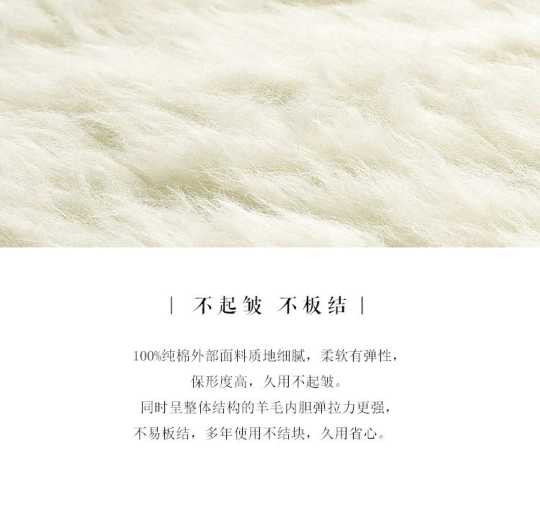 | 不起皱 不板结 |
100%纯棉外部面料质地细腻，柔软有弹性，
保形度高，久用不起皱。
同时呈整体结构的羊毛内胆弹拉力更强，
不易板结，多年使用不结块，久用省心。